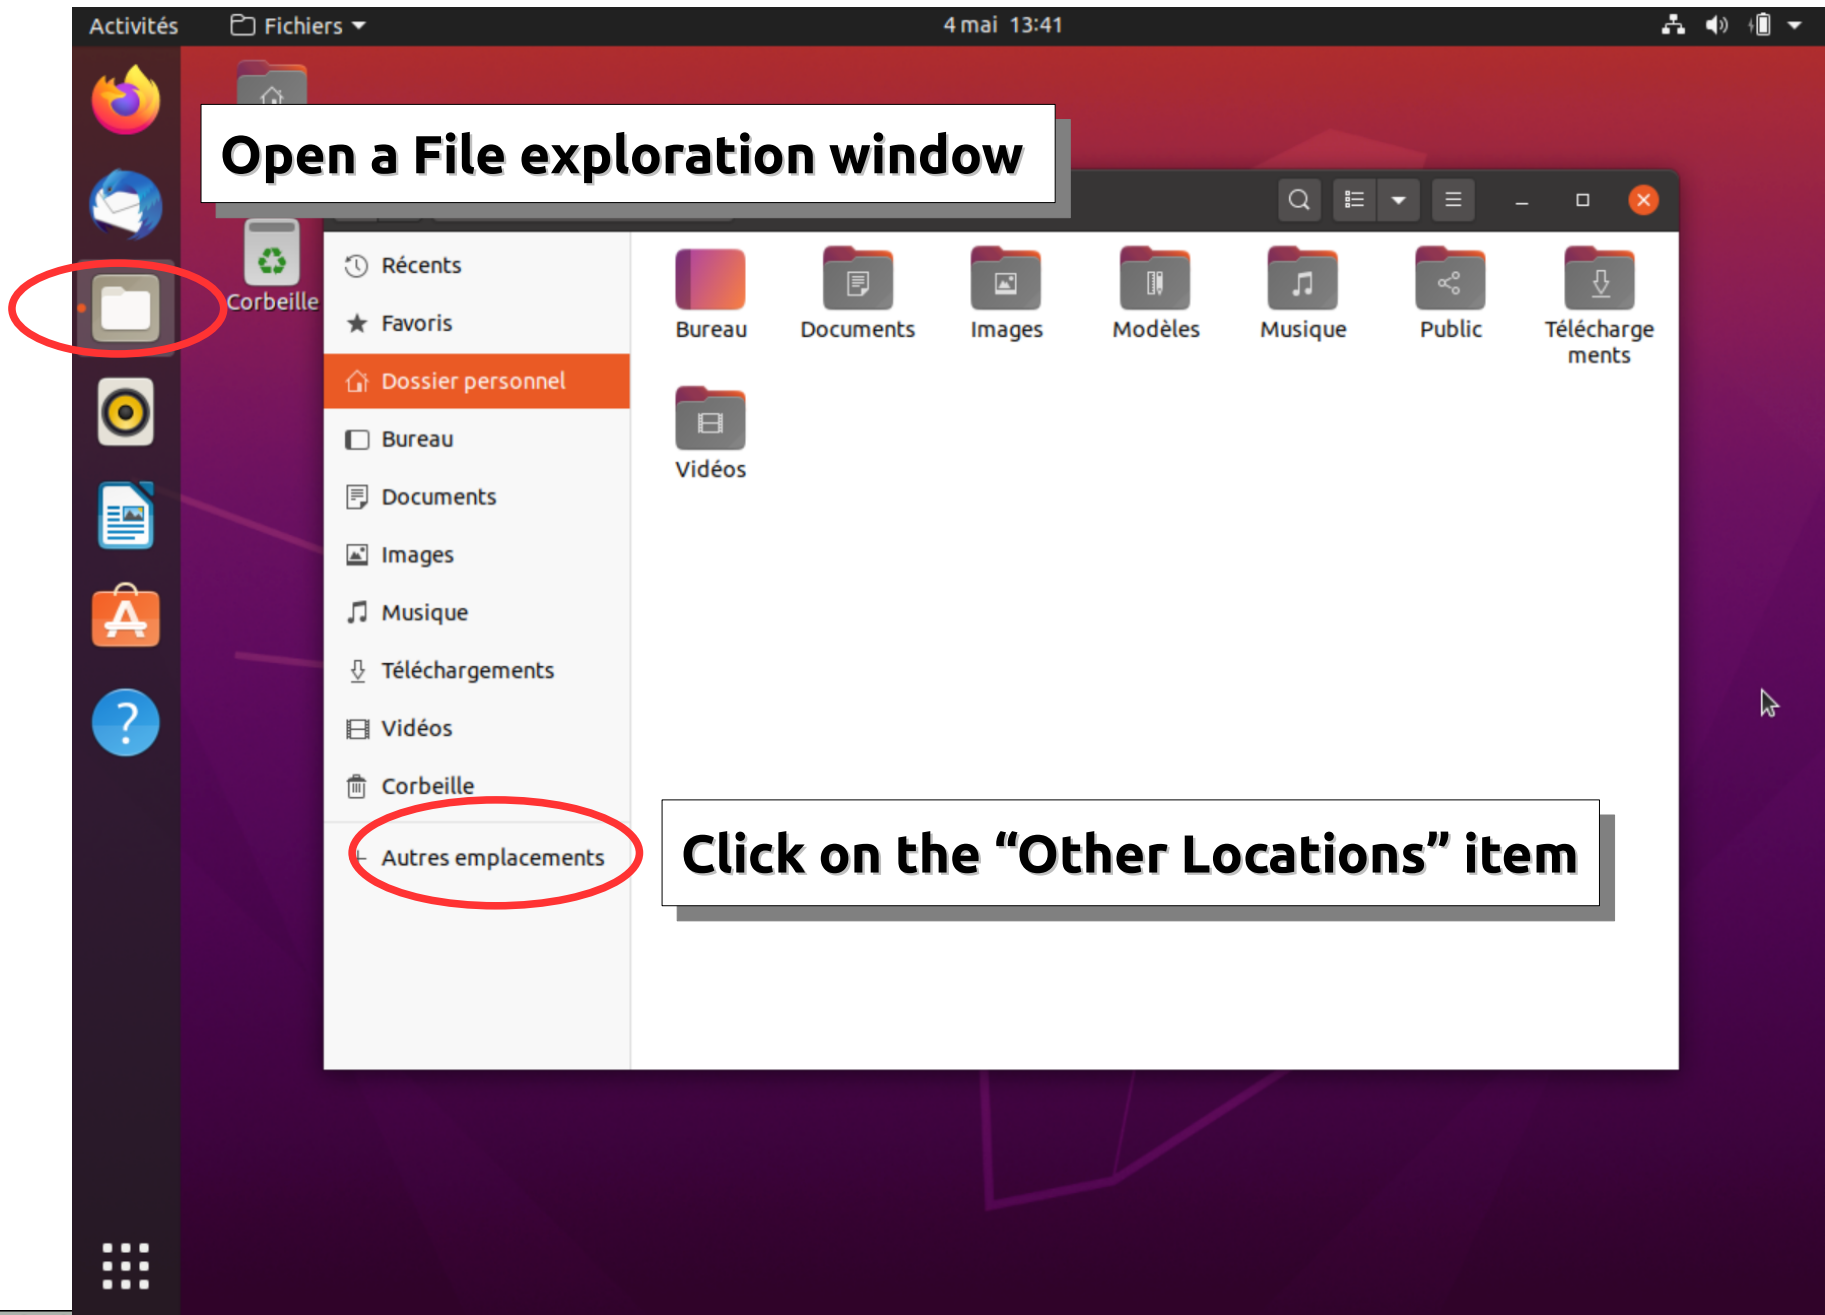 Activités
Fichiers
4 mai 13:41
Open a File exploration window
Corbeille
Récents
Favoris
Dossier personnel
Bureau
Documents
Images
Musique
Téléchargements
Vidéos
Corbeille
Autres emplacements
Bureau
Documents
Images
Modèles
Musique
Public
Télécharge
ments
Vidéos
Click on the “Other Locations” item